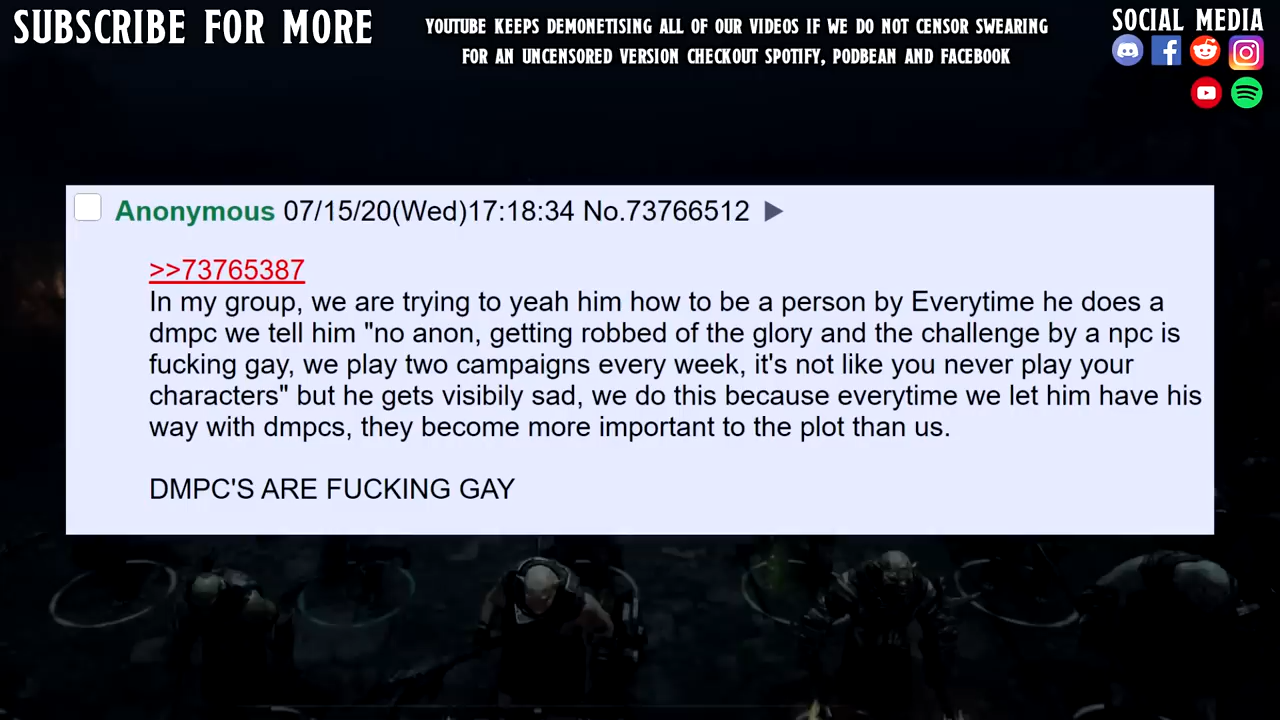 SUBSCRIBE FOR MORE
YOUTUBE KEEPS DEMONETISING ALL OF OUR VIDEOS IF WE DO NOT CENSOR SWEARING
FOR AN UNCENSORED VERSION CHECKOUT SPOTIFY, PODBEAN AND FACEBOOK
SOCIAL MEDIA
Anonymous 07/15/20(Wed)17:18:34 No.73766512 ▶
>>73765387
In my group, we are trying to yeah him how to be a person by Everytime he does a
dmpc we tell him "no anon, getting robbed of the glory and the challenge by a npc is
fucking gay, we play two campaigns every week, it's not like you never play your
characters" but he gets visibily sad, we do this because everytime we let him have his
way with dmpcs, they become more important to the plot than us.
DMPC'S ARE FUCKING GAY